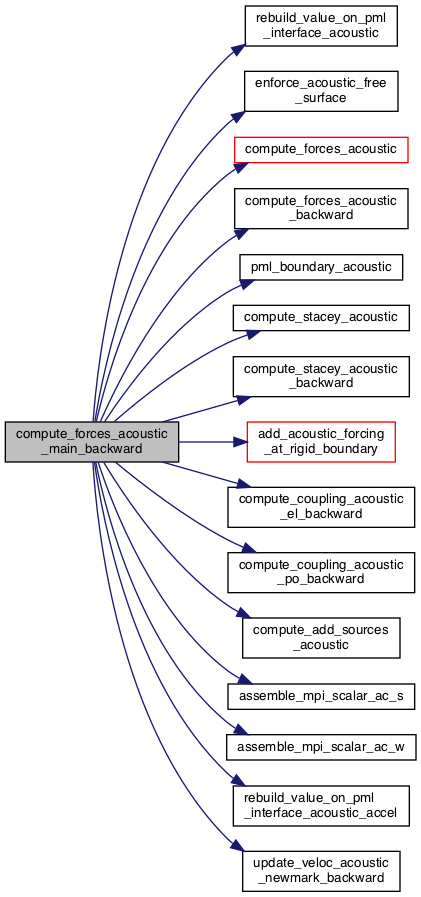 rebuild_value_on_pml
_interface_acoustic
enforce_acoustic_free
_surface
compute_forces_acoustic
compute_forces_acoustic
_backward
pml_boundary_acoustic
compute_stacey_acoustic
compute_stacey_acoustic
_backward
compute_forces_acoustic
_main_backward
add_acoustic_forcing
_at_rigid_boundary
compute_coupling_acoustic
_el_backward
compute_coupling_acoustic
_po_backward
compute_add_sources
_acoustic
assemble_mpi_scalar_ac_s
assemble_mpi_scalar_ac_w
rebuild_value_on_pml
_interface_acoustic_accel
update_veloc_acoustic
_newmark_backward